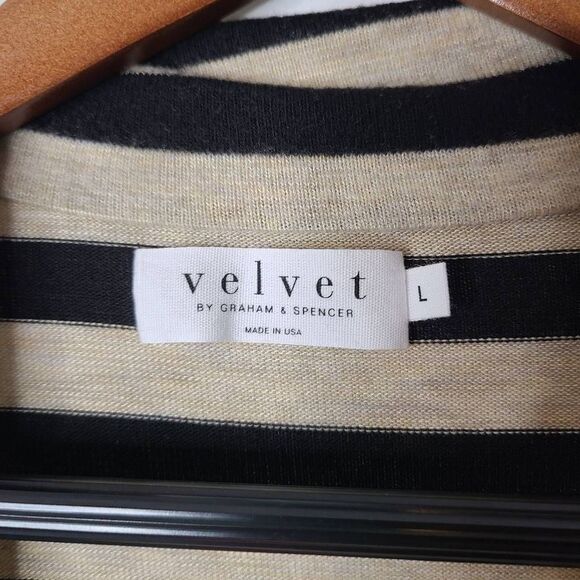 velvet
BY GRAHAM & SPENCER
MADE IN USA
L